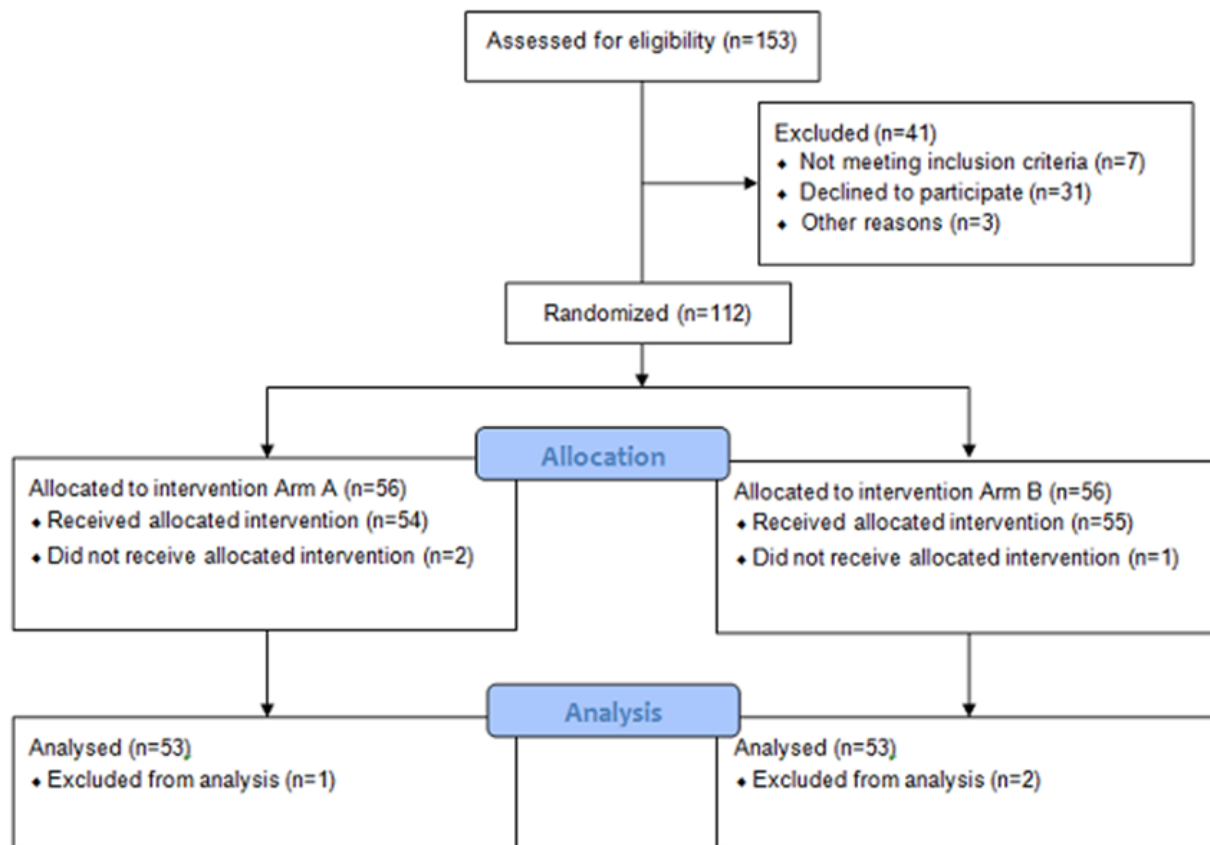 Assessed for eligibility (n=153)
Excluded (n=41)
⬥ Not meeting inclusion criteria (n=7)
⬥ Declined to participate (n=31)
⬥ Other reasons (n=3)
Randomized (n=112)
Allocation
Allocated to intervention Arm A (n=56)
⬥ Received allocated intervention (n=54)
⬥ Did not receive allocated intervention (n=2)
Allocated to intervention Arm B (n=56)
⬥ Received allocated intervention (n=55)
⬥ Did not receive allocated intervention (n=1)
Analysis
Analysed (n=53)
⬥ Excluded from analysis (n=1)
Analysed (n=53)
⬥ Excluded from analysis (n=2)